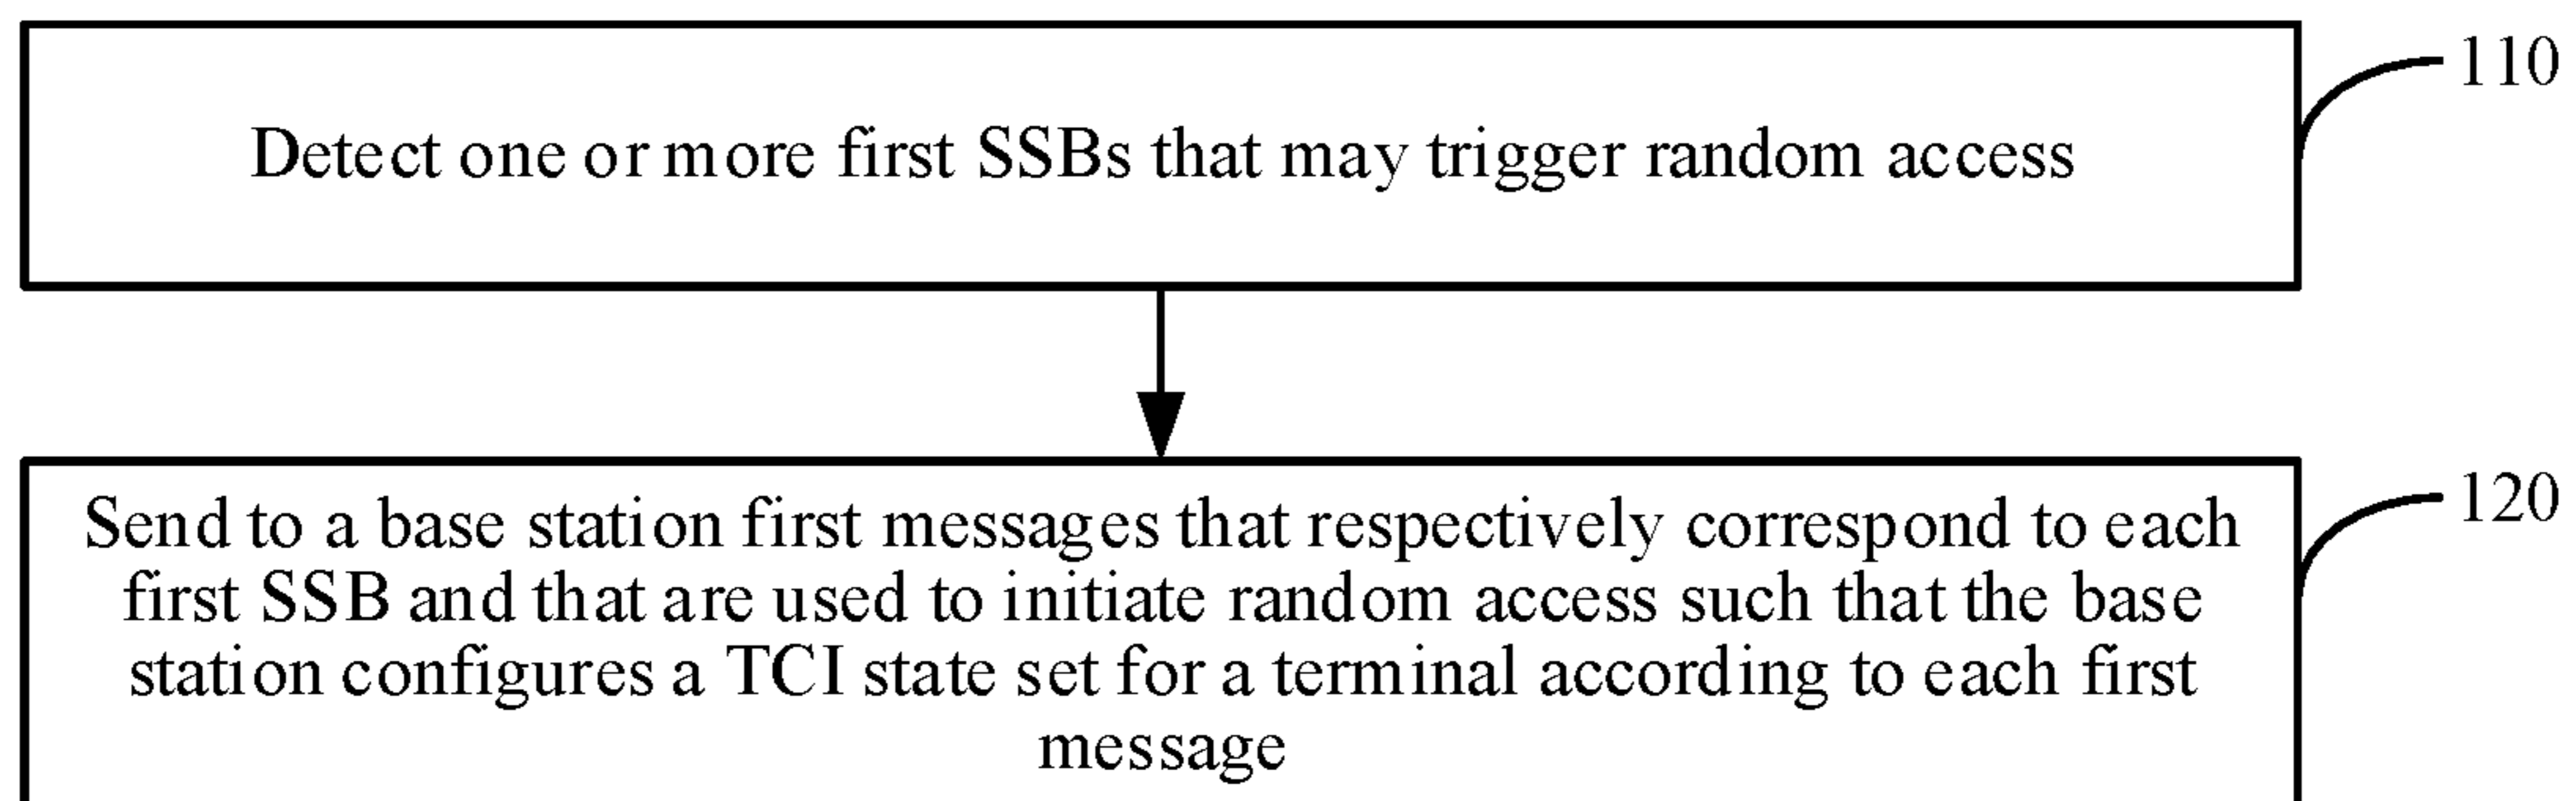 110
Detect one or more first SSBs that may trigger random access
120
Send to a base station first messages that respectively correspond to each
first SSB and that are used to initiate random access such that the base
station configures a TCI state set for a terminal according to each first
message